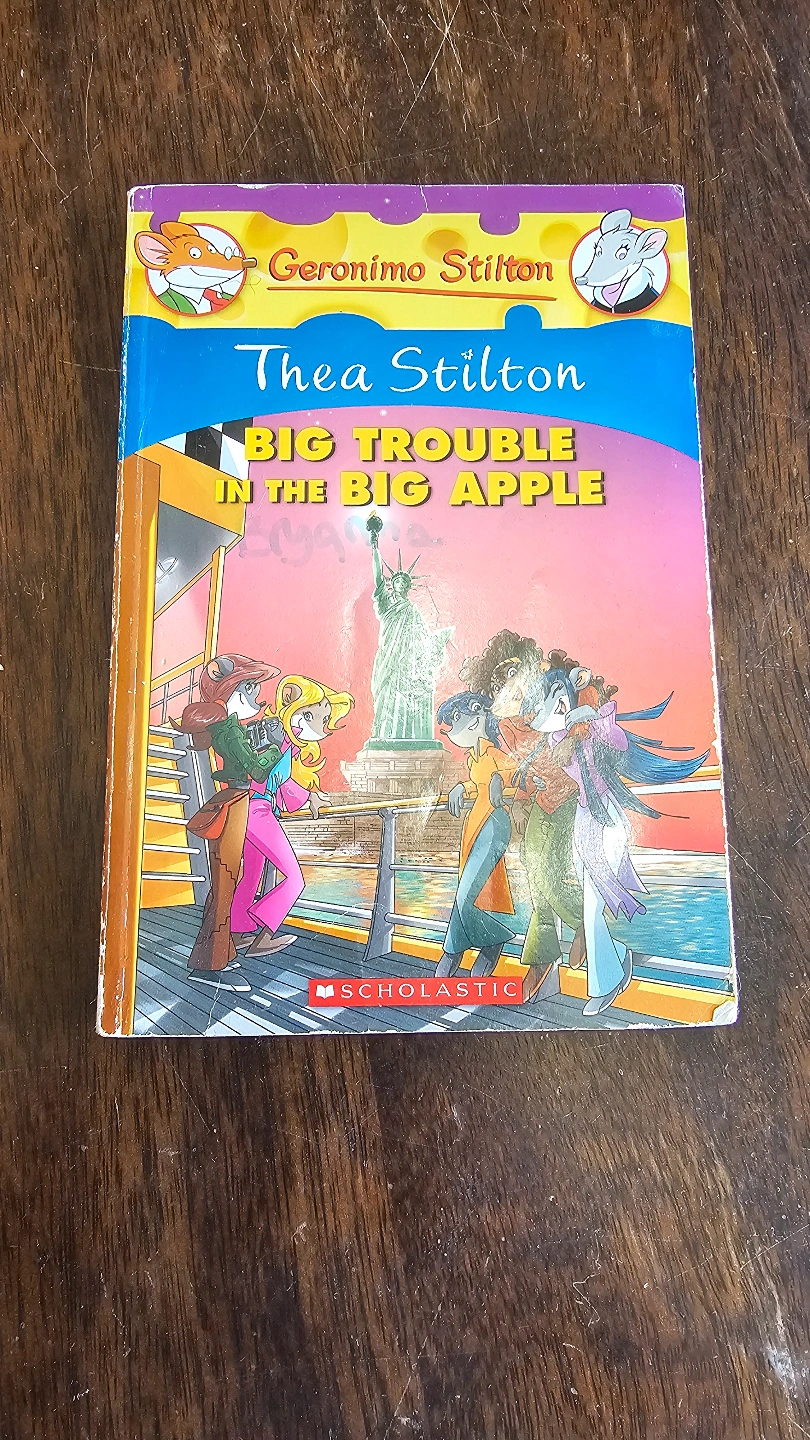 Geronimo Stilton
Thea Stilton
BIG TROUBLE
IN THE BIG APPLE
SCHOLASTIC